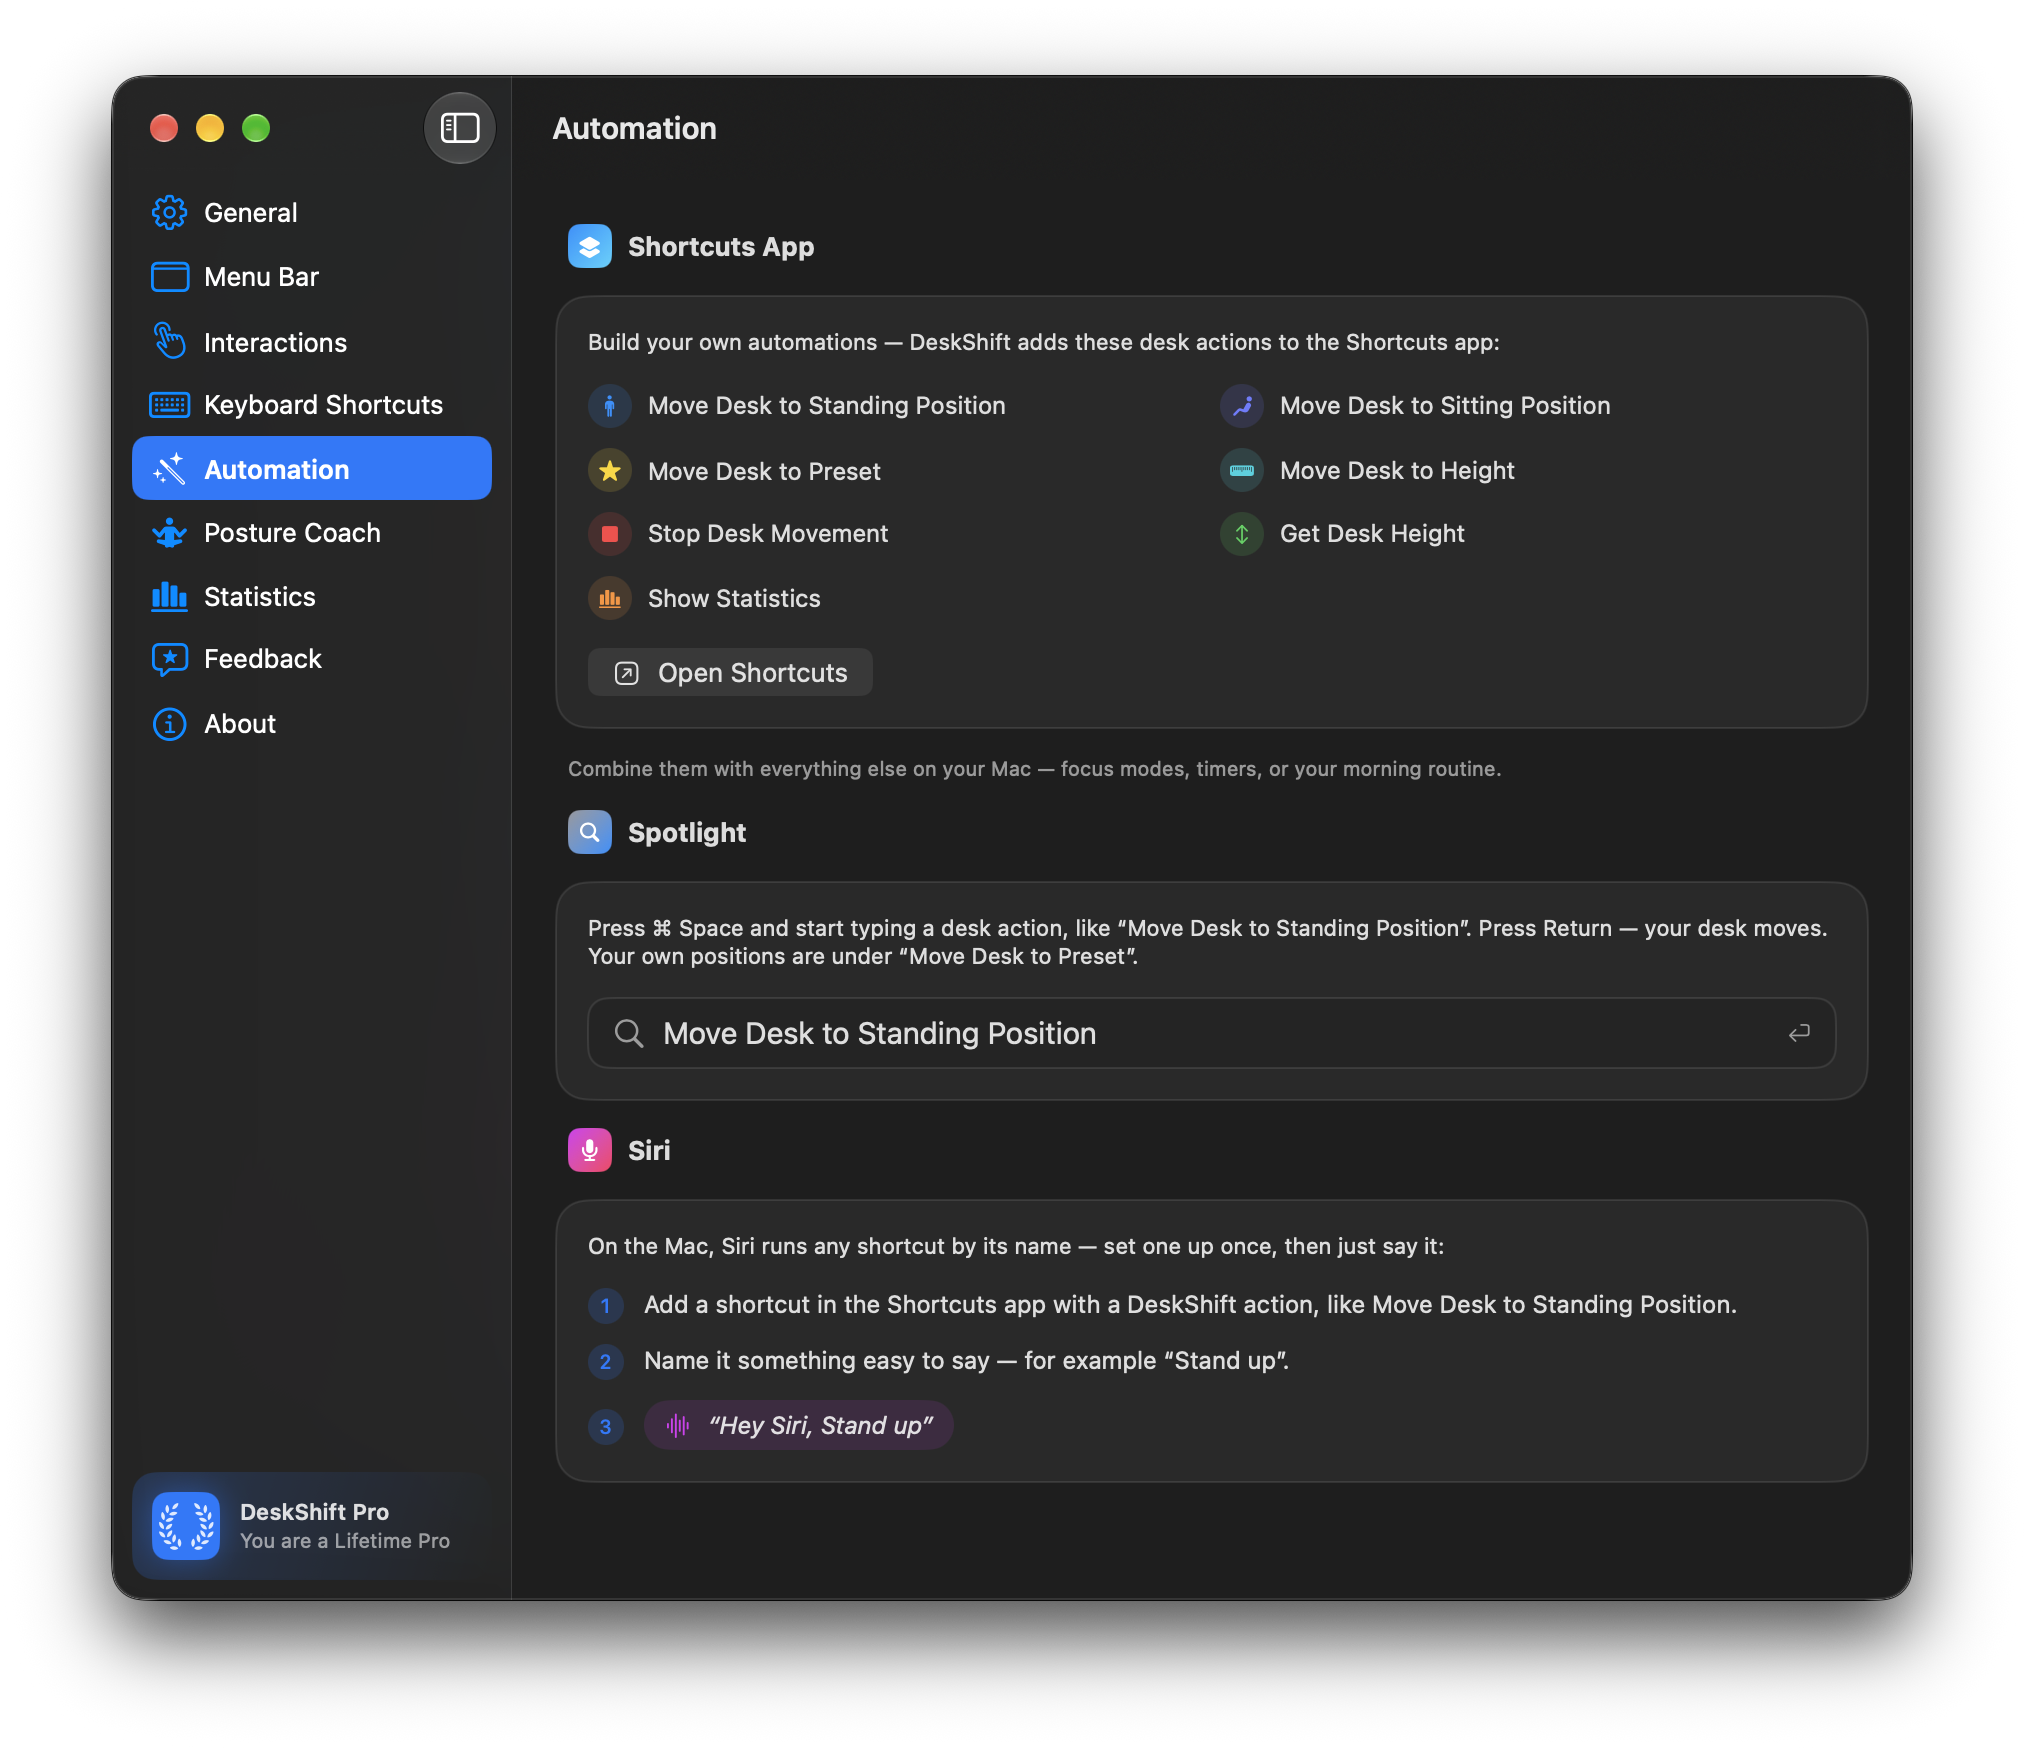 Automation
General
Menu Bar
Interactions
Keyboard Shortcuts
Automation
Posture Coach
Statistics
Feedback
About
DeskShift Pro
You are a Lifetime Pro
Shortcuts App
Build your own automations — DeskShift adds these desk actions to the Shortcuts app:
Move Desk to Standing Position
Move Desk to Sitting Position
Move Desk to Preset
Move Desk to Height
Stop Desk Movement
Get Desk Height
Show Statistics
Open Shortcuts
Combine them with everything else on your Mac — focus modes, timers, or your morning routine.
Spotlight
Press ⌘ Space and start typing a desk action, like “Move Desk to Standing Position”. Press Return — your desk moves.
Your own positions are under “Move Desk to Preset”.
Move Desk to Standing Position
Siri
On the Mac, Siri runs any shortcut by its name — set one up once, then just say it:
1 Add a shortcut in the Shortcuts app with a DeskShift action, like Move Desk to Standing Position.
2 Name it something easy to say — for example “Stand up”.
3 “Hey Siri, Stand up”